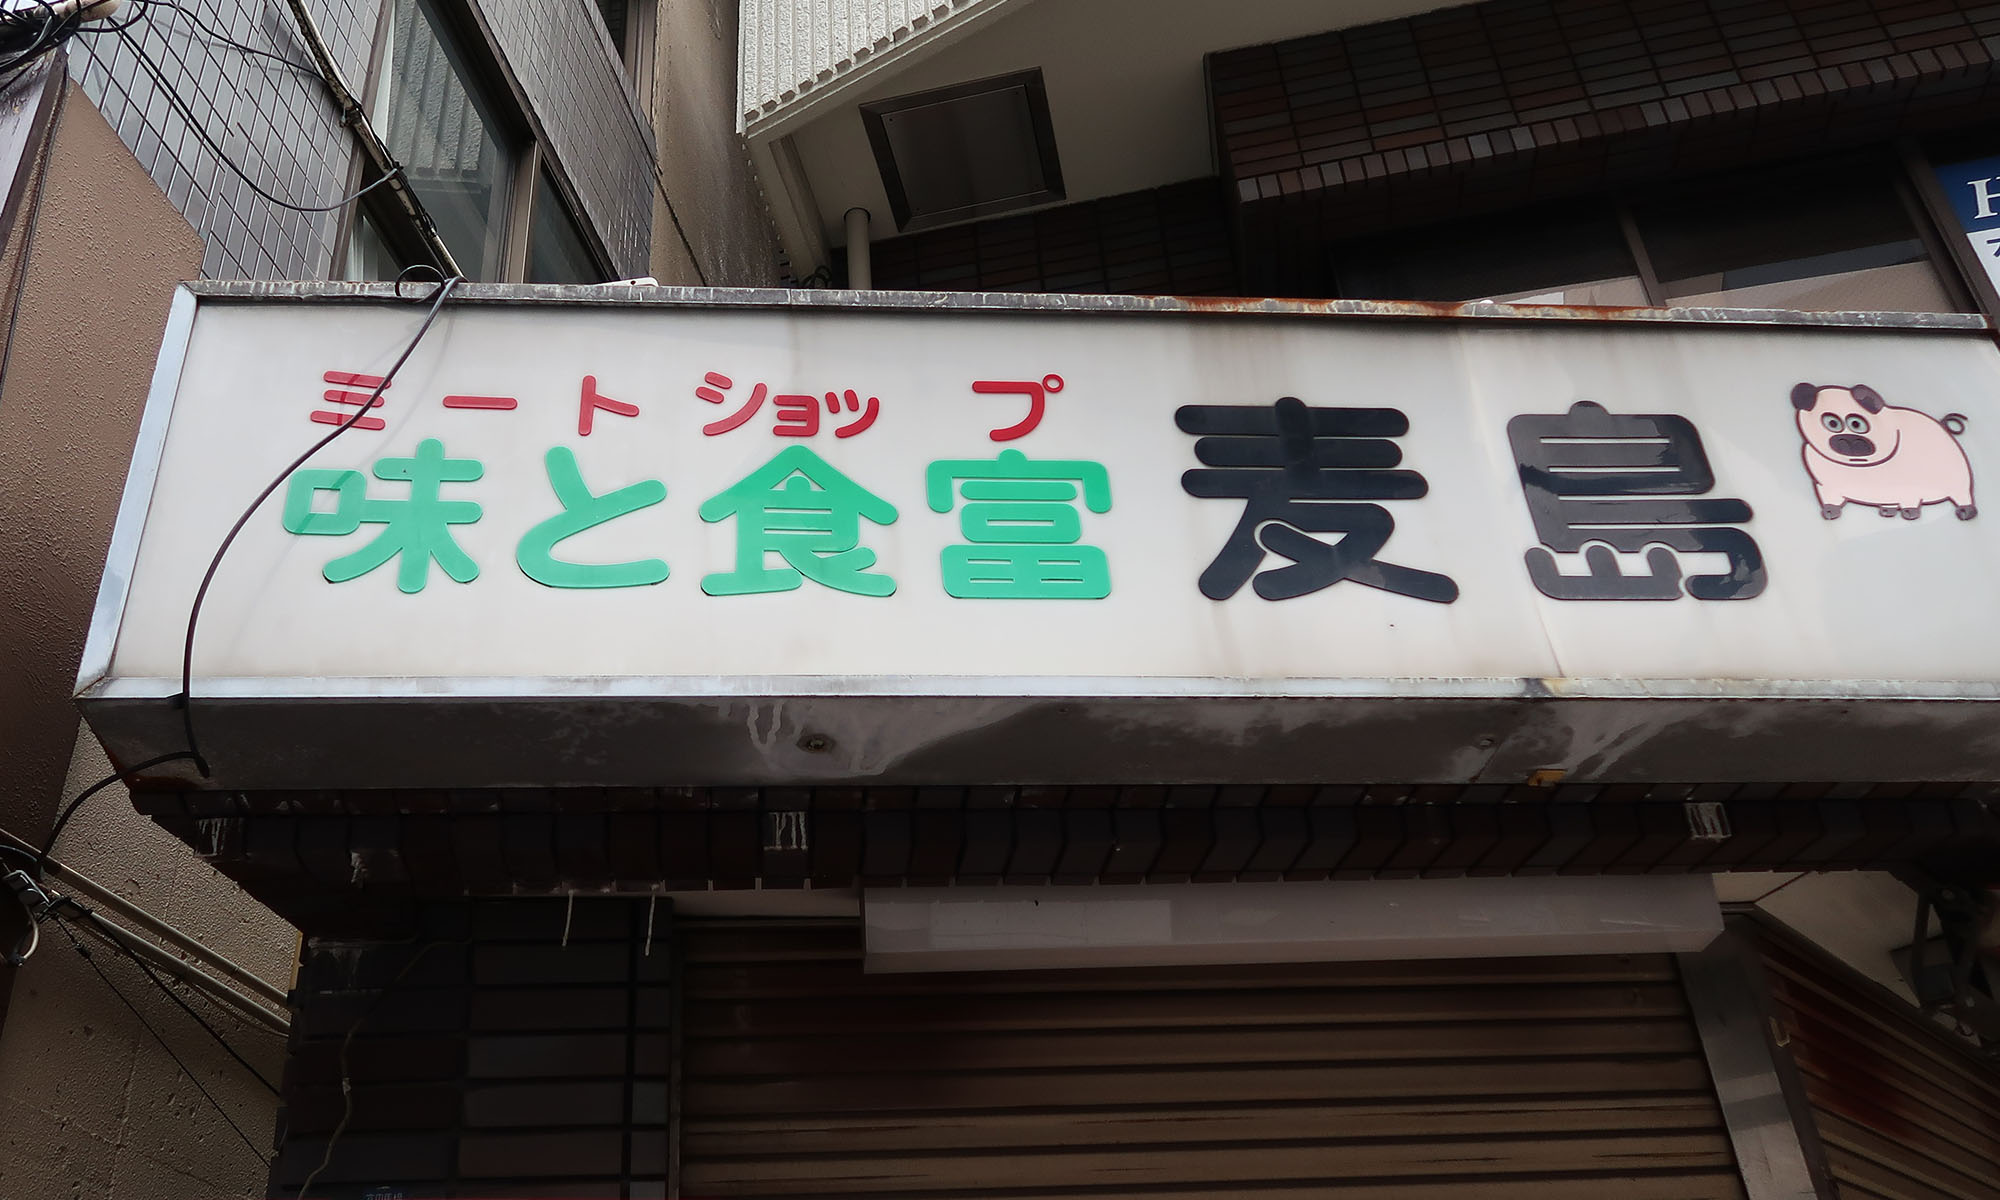 ミートショップ
味と食富 麦島
H